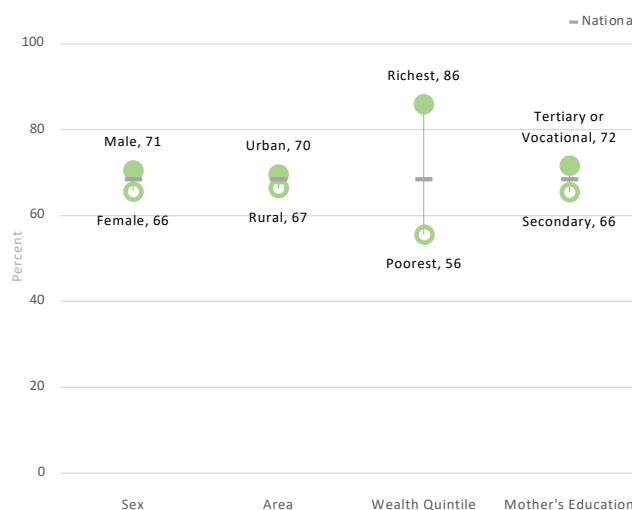 Nationa
100
Richest, 86
Tertiary or
Vocational, 72
80
Male, 71
Urban, 70
Female, 66
Rural, 67
Secondary, 66
60
Poorest, 56
Percent
40
20
0
Sex
Area
Wealth Quintile
Mother's Education